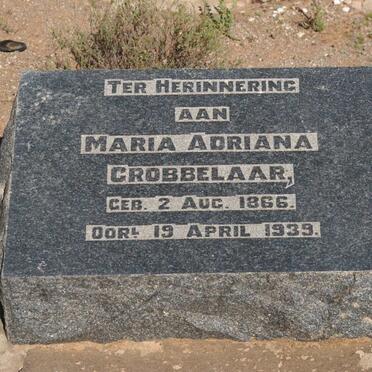 TER HERINNERING
AAN
MARIA ADRIANA
GROBBELAAR,
GEB. 2 AUG. 1866.
OORL. 19 APRIL 1939.